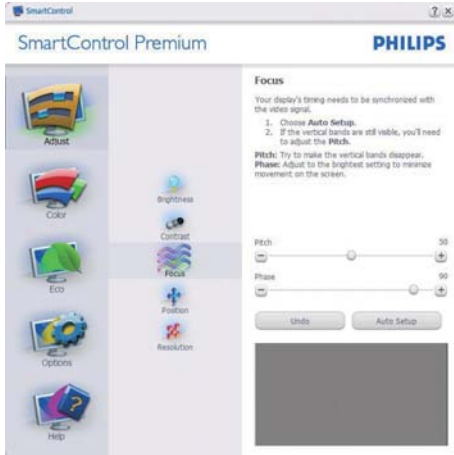 SmartControl
SmartControl Premium
PHILIPS
Adjust
Color
Eco
Options
Help
Brightness
Contrast
Focus
Position
Resolution
Focus
Your display's timing needs to be synchronized with
the video signal.
1. Choose Auto Setup.
2. If the vertical bands are still visible, you'll need
to adjust the Pitch.
Pitch: Try to make the vertical bands disappear.
Phase: Adjust to the brightest setting to minimize
movement on the screen.
Pitch 50
Phase 90
Undo Auto Setup